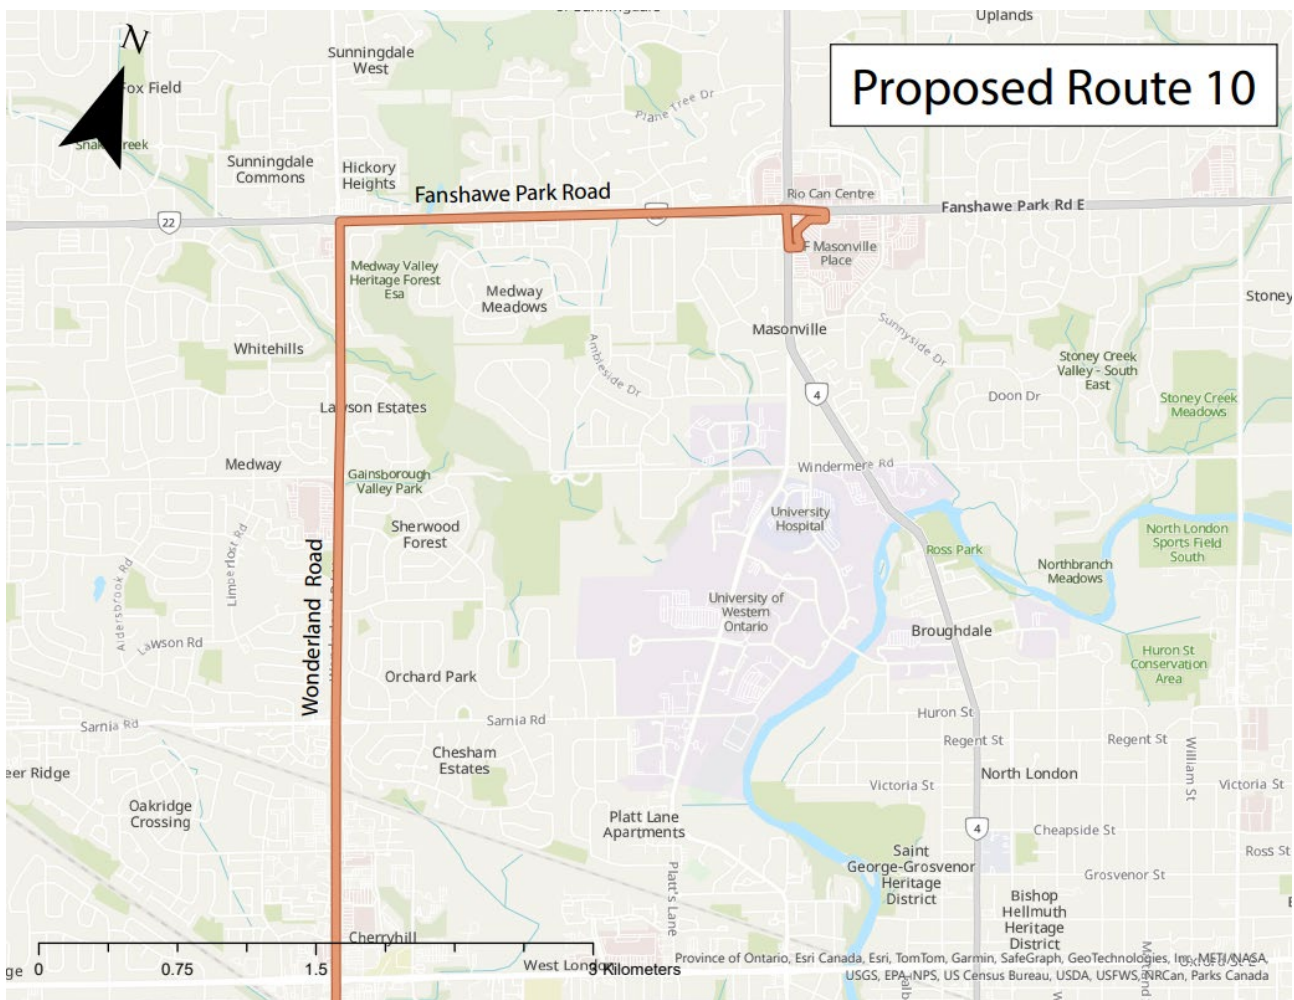 Uplands
N
Sunningdale
West
Proposed Route 10
Fox Field
Plane Tree Dr
Sunningdale
Commons
Hickory
Heights
Fanshawe Park Road
Rio Can Centre
Fanshawe Park Rd E
22
F Masonville
Place
Medway Valley
Heritage Forest
Esa
Medway
Meadows
Stoney
Masonville
Sunnyside Dr
Whitehills
Ambleside Dr
Stoney Creek
Valley - South
East
4
Doon Dr
Stoney Creek
Meadows
Lawson Estates
Medway
Gainsborough
Valley Park
Windermere Rd
University
Hospital
Sherwood
Forest
Limberlost Rd
Aldersbrook Rd
Wonderland Road
Ross Park
North London
Sports Field
South
Northbranch
Meadows
University of
Western
Ontario
Broughdale
Lawson Rd
Huron St
Conservation
Area
Orchard Park
Sarnia Rd
Sarnia Rd
Huron St
Regent St
Regent St
William St
Chesham
Estates
eer Ridge
North London
Victoria St
Victoria St
Oakridge
Crossing
Platt Lane
Apartments
4
Cheapside St
Ross St
Platt's Lane
Saint
George-Grosvenor
Heritage
District
Grosvenor St
Bishop
Hellmuth
Heritage
District
Cherryhill
West London
ge
0 0.75 1.5 3 Kilometers
Province of Ontario, Esri Canada, Esri, TomTom, Garmin, SafeGraph, GeoTechnologies, Inc, METI/NASA,
USGS, EPA, NPS, US Census Bureau, USDA, USFWS, NRCan, Parks Canada